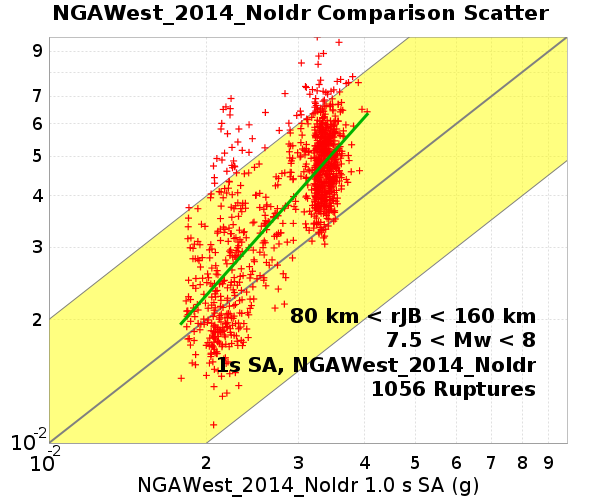 NGAWest_2014_NoIdr Comparison Scatter
9
7
6
5
4
3
2
10-2
10-2
2
3
4
5
6
7
8
9
80 km < rJB < 160 km
7.5 < Mw < 8
1s SA, NGAWest_2014_NoIdr
1056 Ruptures
NGAWest_2014_NoIdr 1.0 s SA (g)